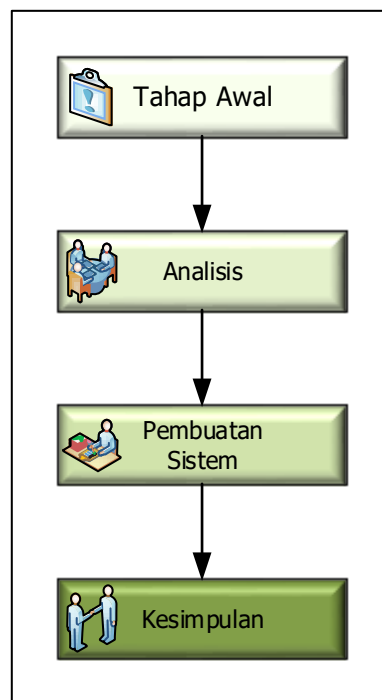 Tahap Awal
Analisis
Pembuatan
Sistem
Kesimpulan